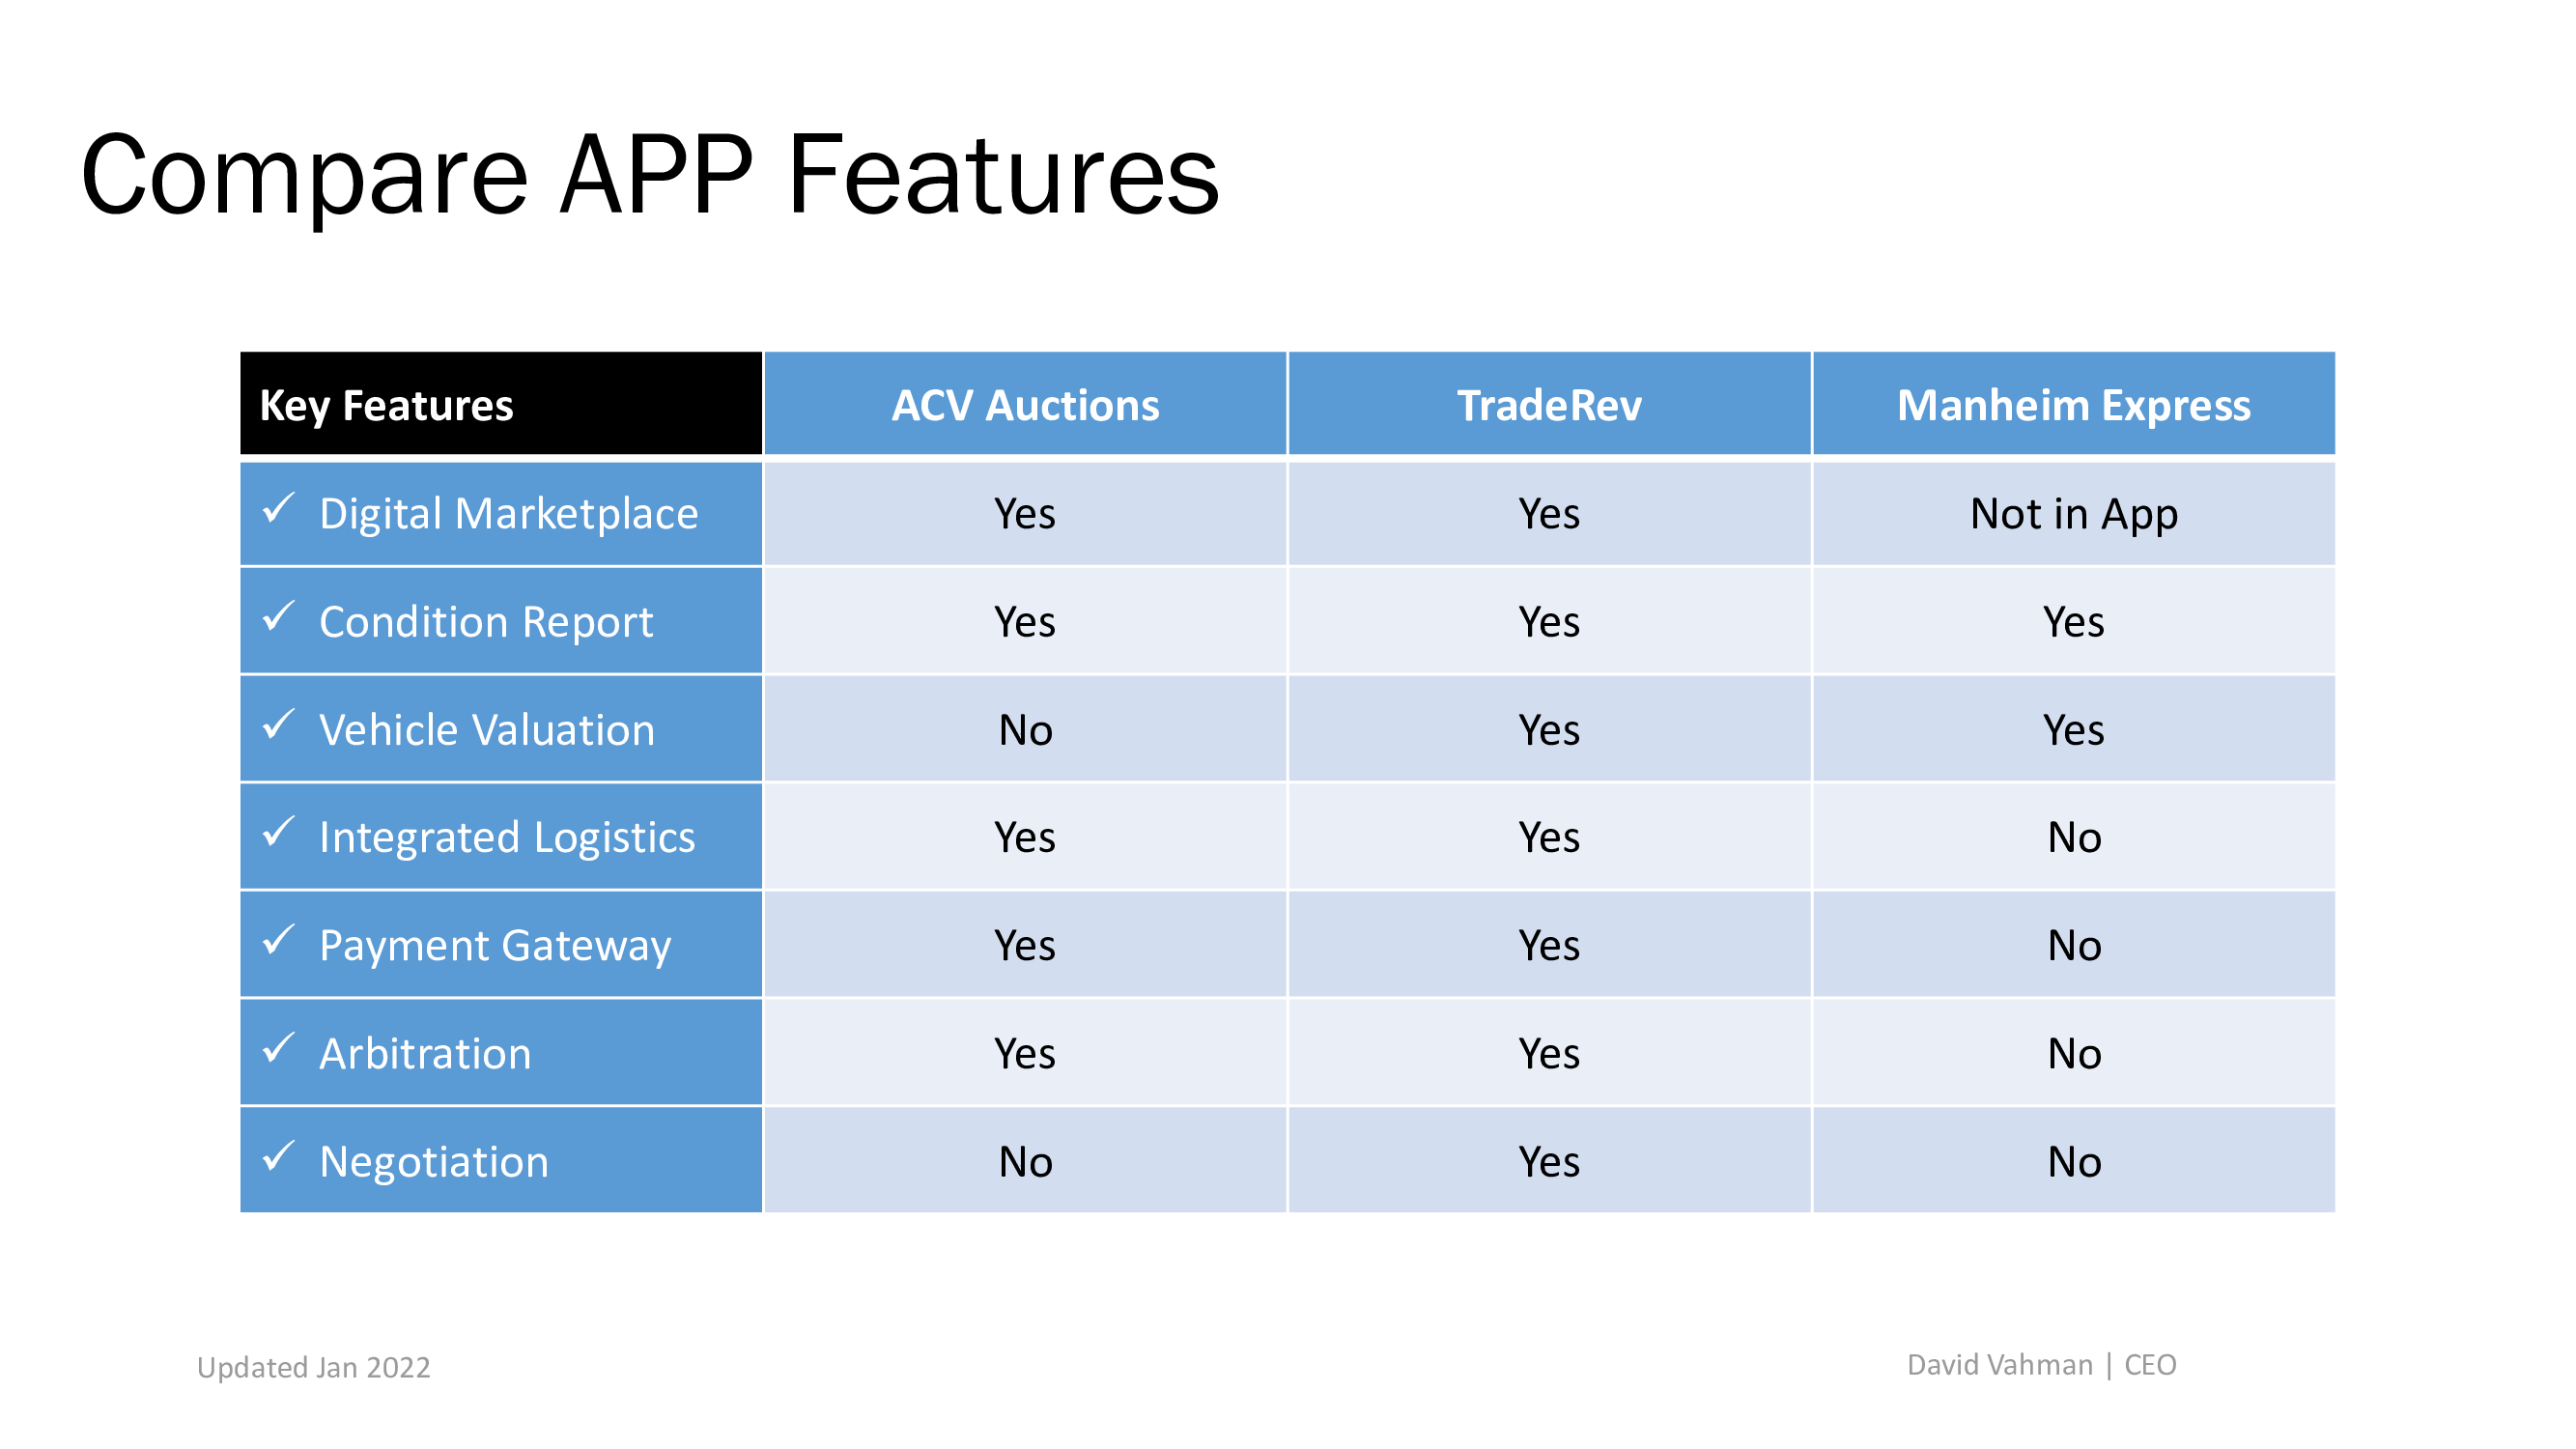 Compare APP Features
Key Features ACV Auctions TradeRev Manheim Express
✓ Digital Marketplace Yes Yes Not in App
✓ Condition Report Yes Yes Yes
✓ Vehicle Valuation No Yes Yes
✓ Integrated Logistics Yes Yes No
✓ Payment Gateway Yes Yes No
✓ Arbitration Yes Yes No
✓ Negotiation No Yes No
Updated Jan 2022
David Vahman | CEO